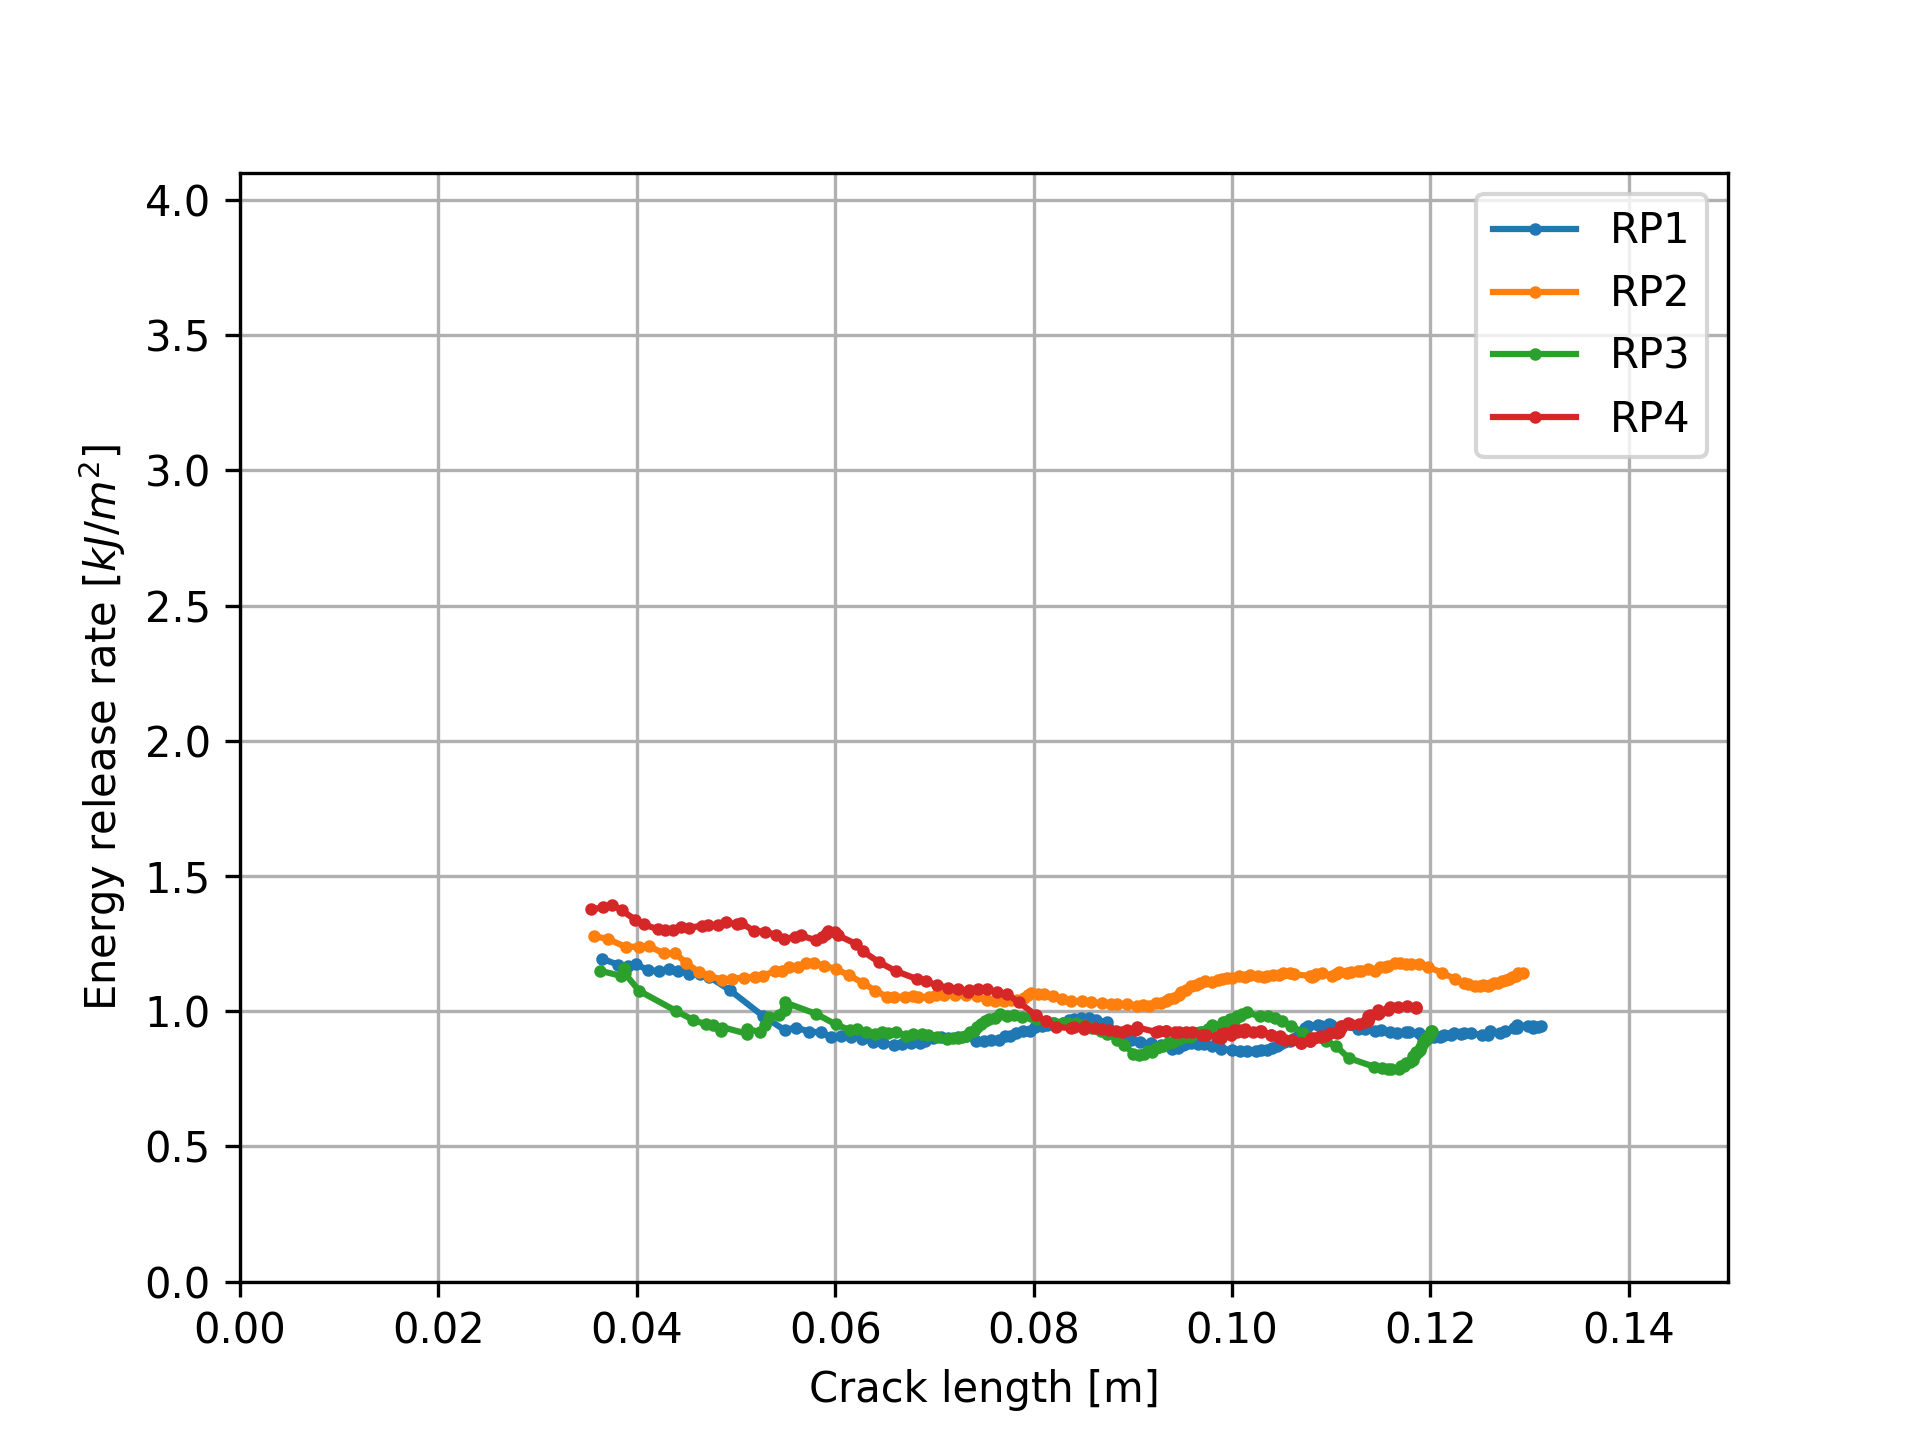 4.0
3.5
3.0
2.5
2.0
1.5
1.0
0.5
0.0
0.00 0.02 0.04 0.06 0.08 0.10 0.12 0.14
Crack length [m]
Energy release rate [kJ/m²]
RP1
RP2
RP3
RP4